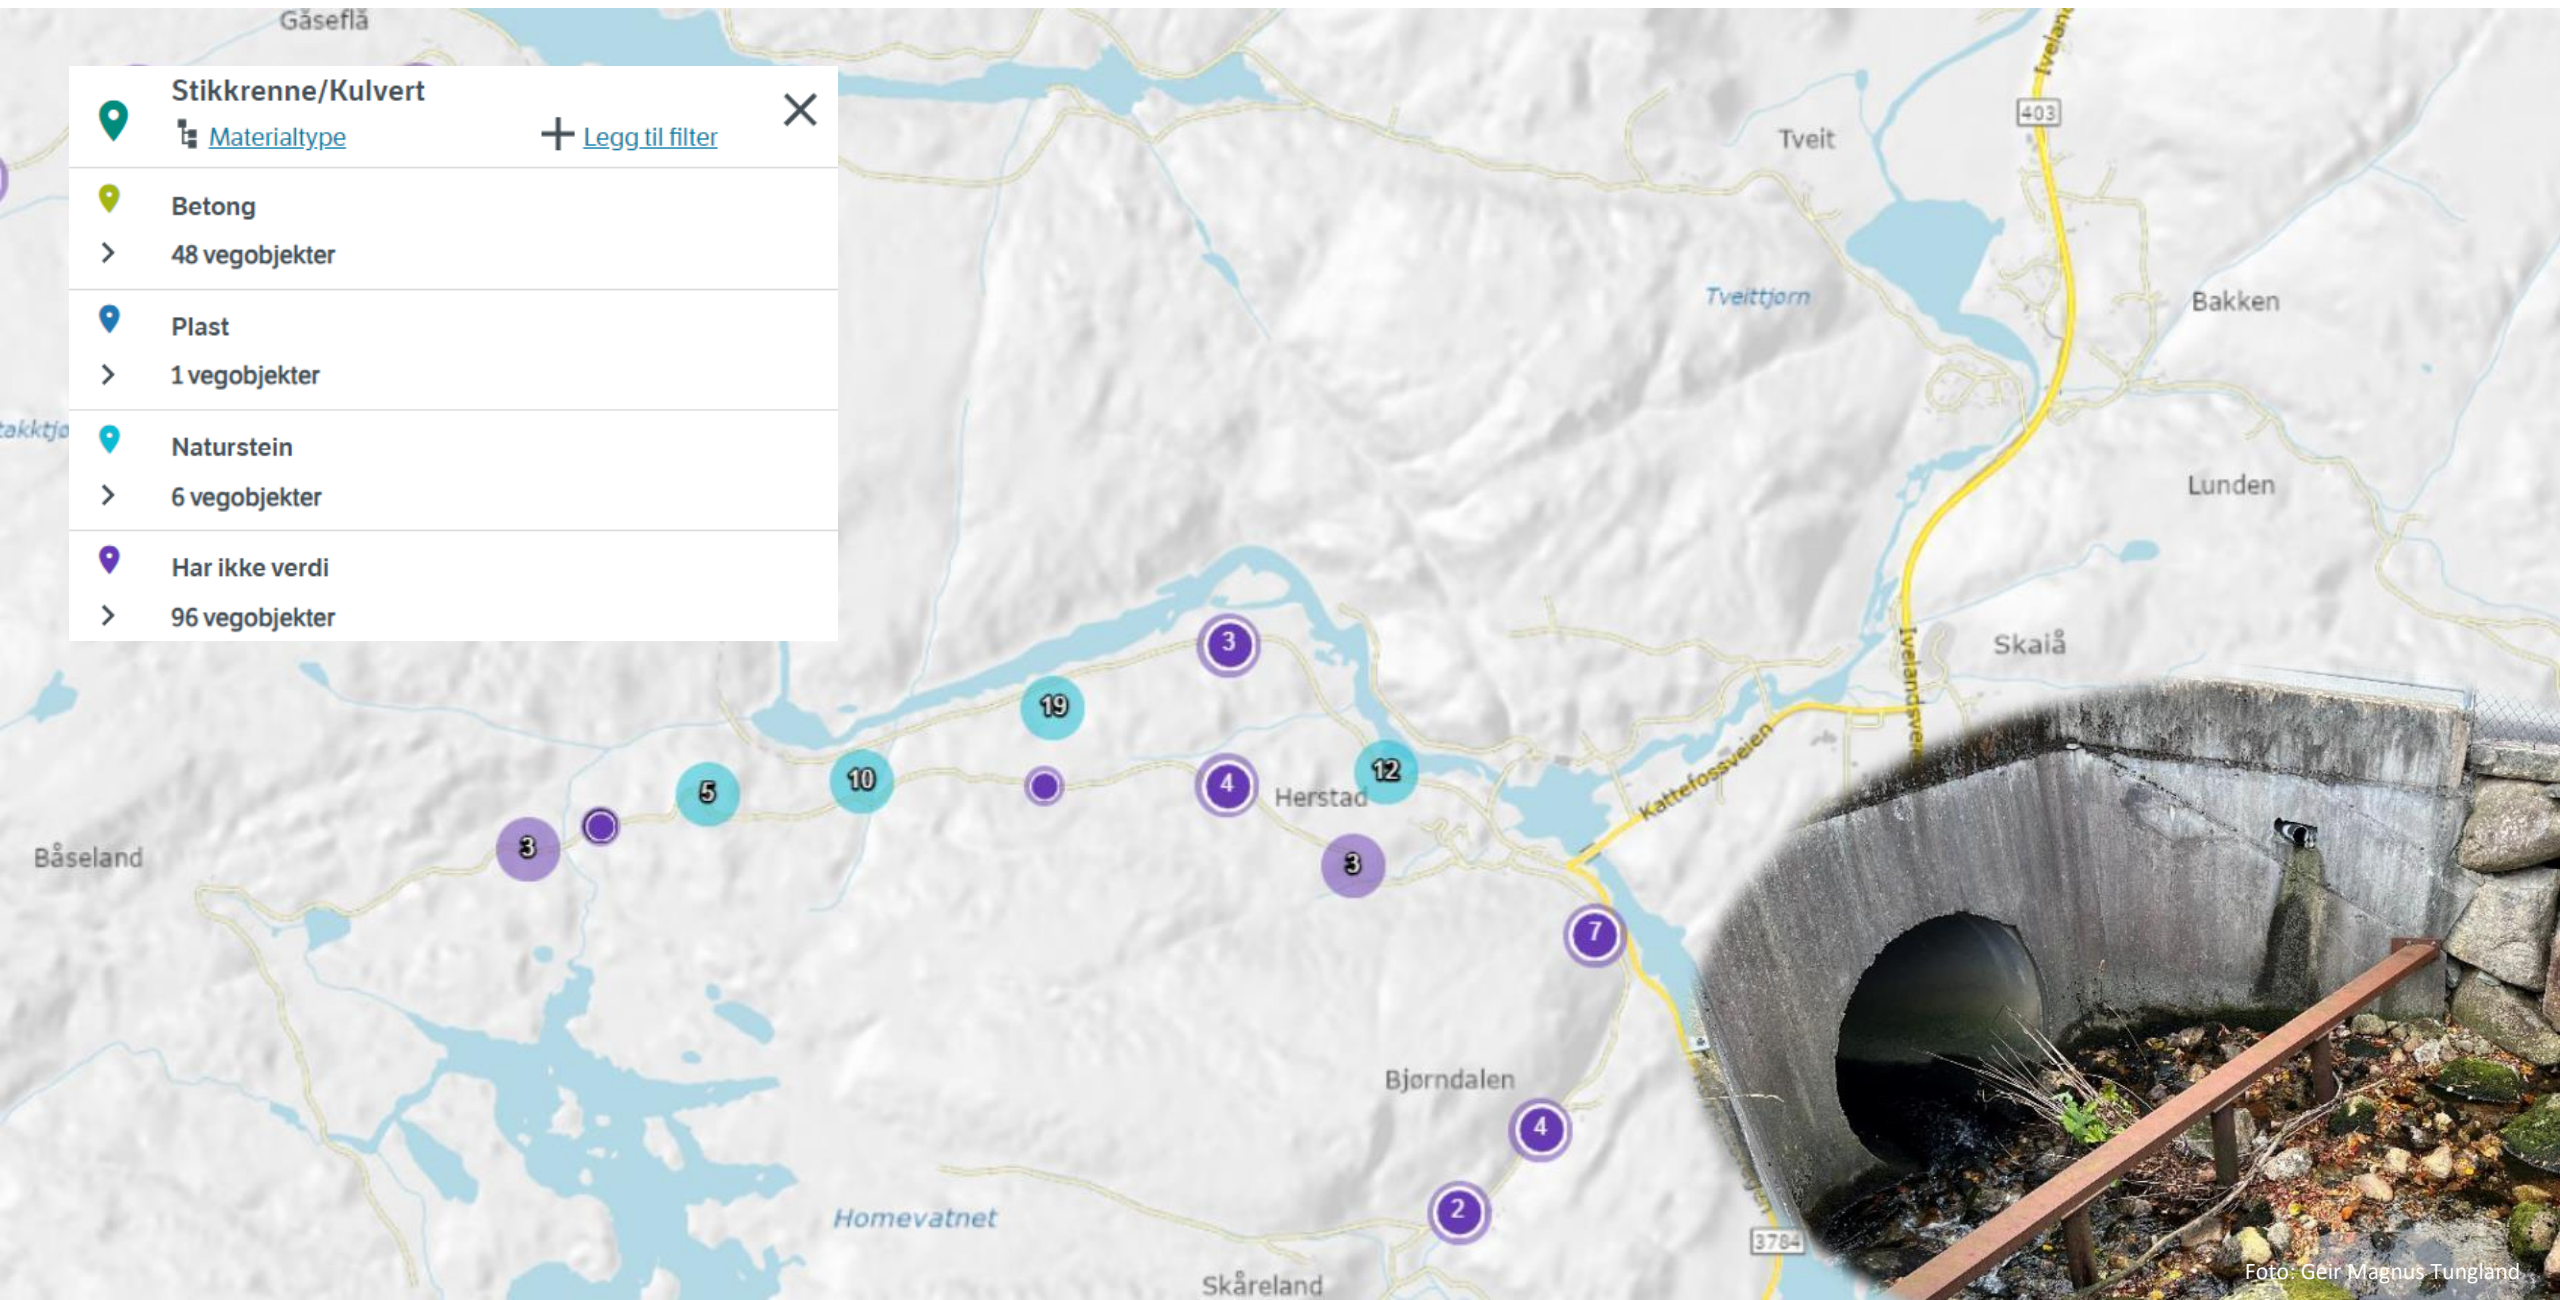 Gåseflå
Stikkrenne/Kulvert
Materialtype
Legg til filter
Betong
48 vegobjekter
Plast
1 vegobjekter
Naturstein
6 vegobjekter
Har ikke verdi
96 vegobjekter
Iveland
403
Tveit
Tveittjørn
Bakken
Lunden
Skaiå
Ivelandsveien
3
19
5
10
4
12
Herstad
Kattefossveien
3
3
Båseland
7
Bjørndalen
4
2
Homevatnet
3784
Skåreland
Foto: Geir Magnus Tungland